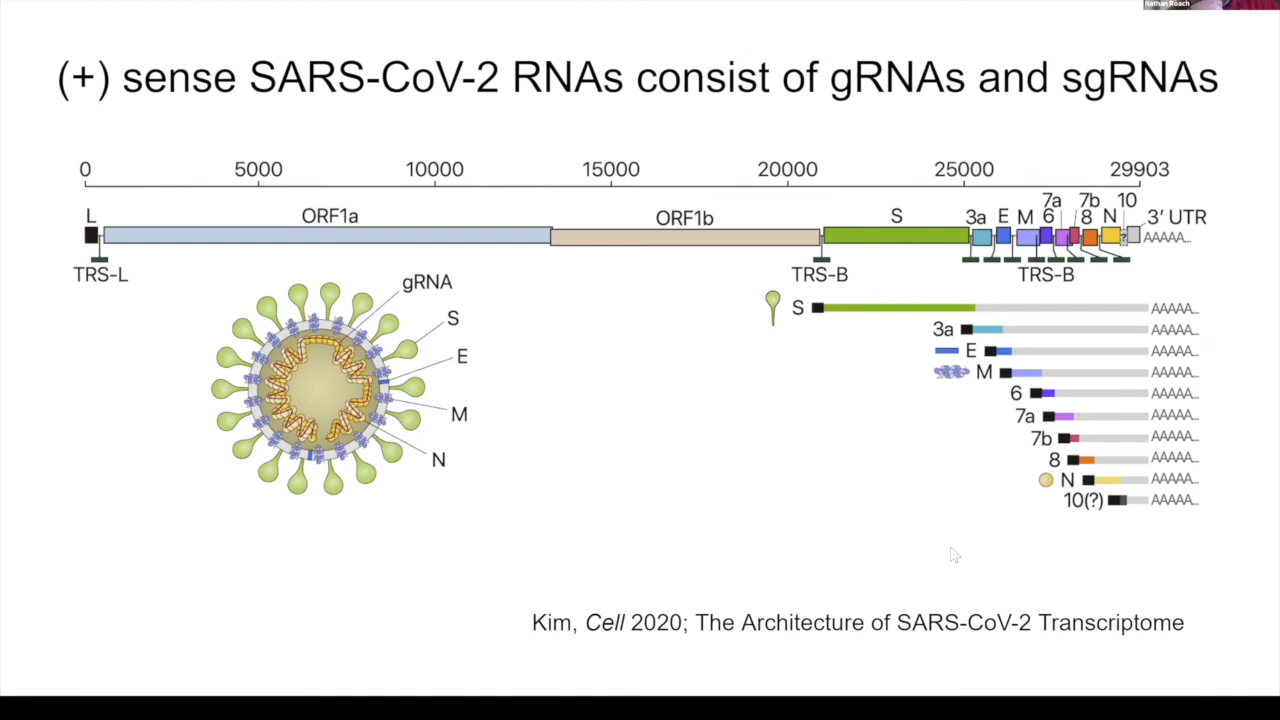 Nathan Roach
(+) sense SARS-CoV-2 RNAs consist of gRNAs and sgRNAs
0 5000 10000 15000 20000 25000 29903
7a 7b 10
L ORF1a ORF1b S 3a E M 6 8 N ? 3' UTR
AAAAA...
TRS-L TRS-B TRS-B
gRNA
S
E
M
N
S AAAAA...
3a AAAAA...
E AAAAA...
M AAAAA...
6 AAAAA...
7a AAAAA...
7b AAAAA...
8 AAAAA...
N AAAAA...
10(?) AAAAA...
Kim, Cell 2020; The Architecture of SARS-CoV-2 Transcriptome